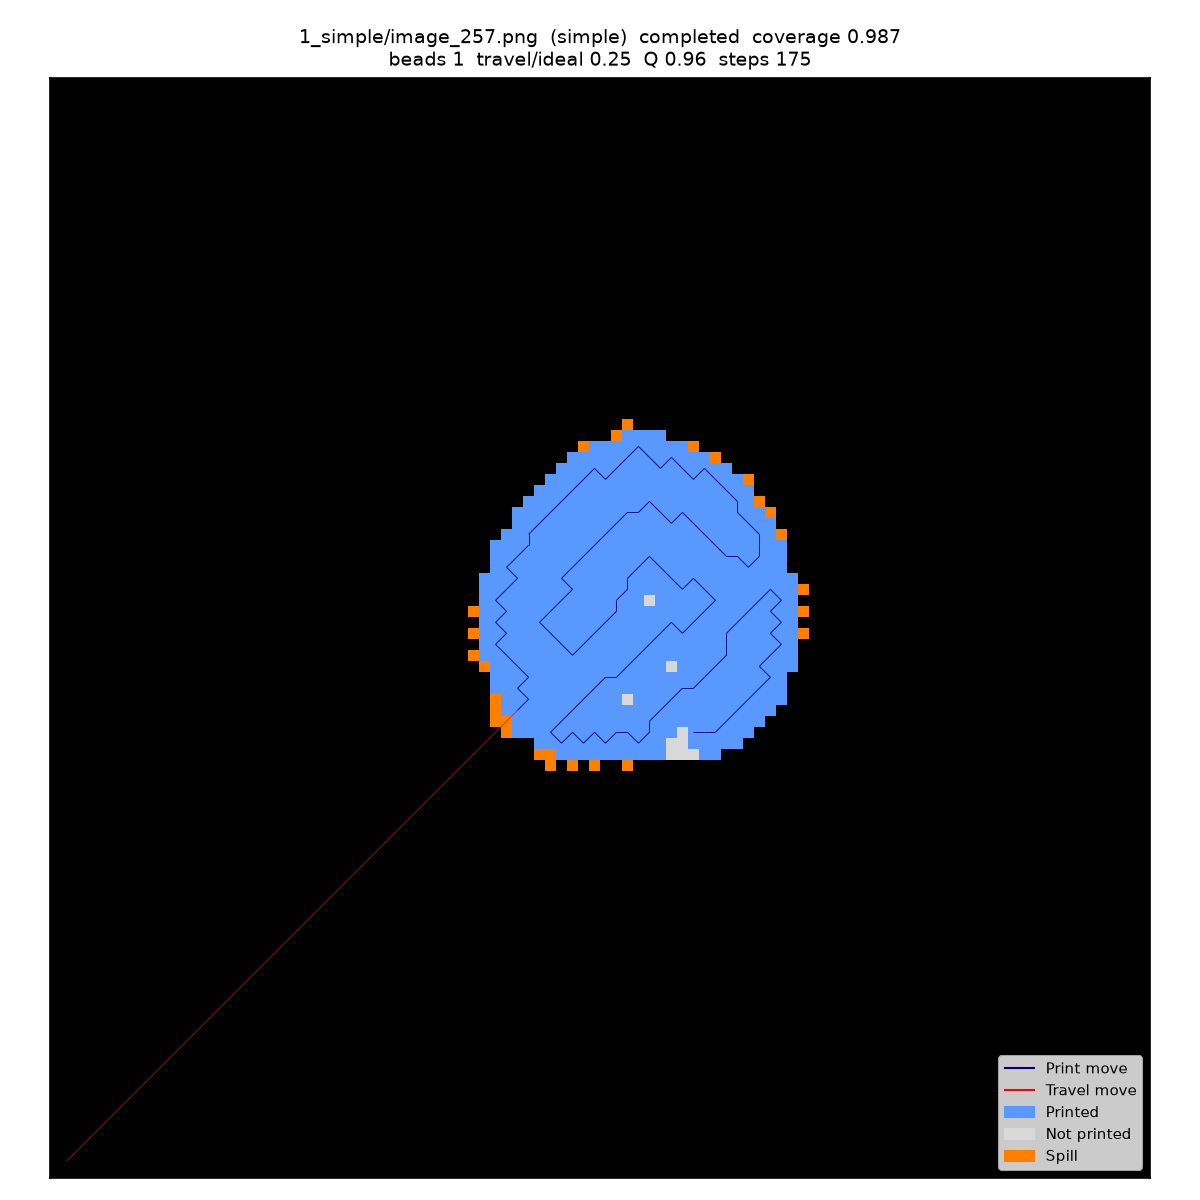 1_simple/image_257.png  (simple)  completed  coverage 0.987
beads 1  travel/ideal 0.25  Q 0.96  steps 175
Print move
Travel move
Printed
Not printed
Spill